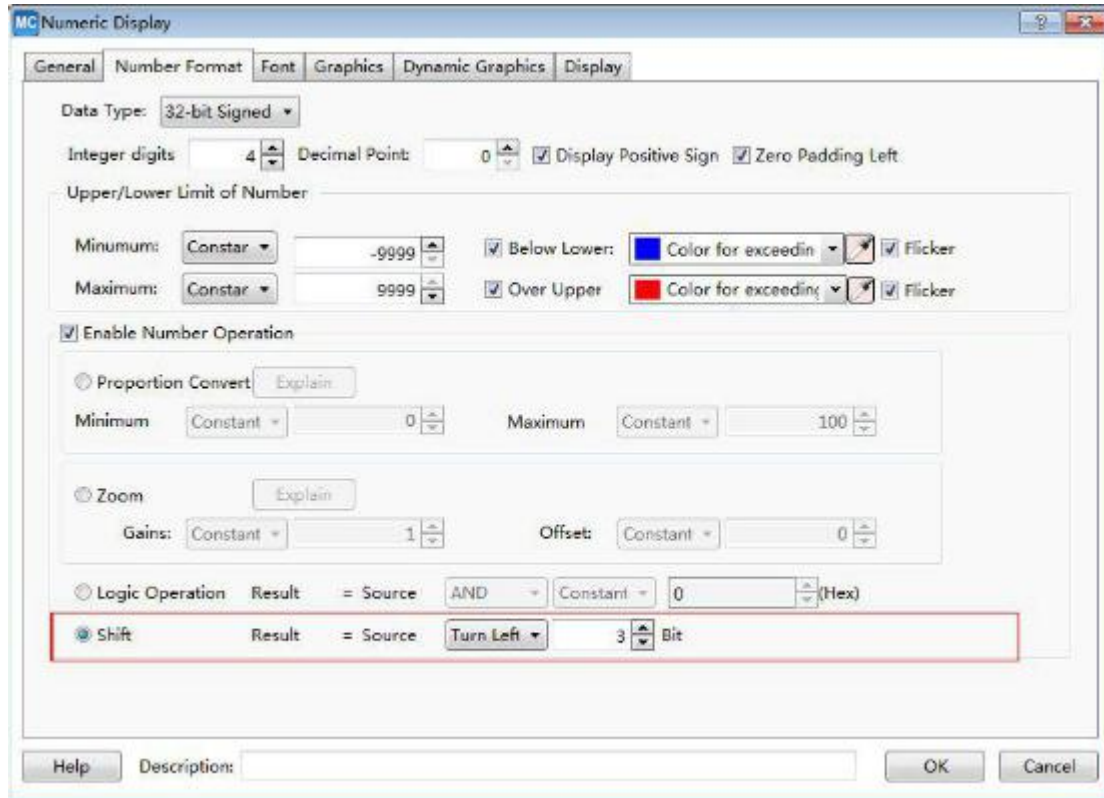 MC Numeric Display
General Number Format Font Graphics Dynamic Graphics Display
Data Type: 32-bit Signed
Integer digits 4 Decimal Point: 0 Display Positive Sign Zero Padding Left
Upper/Lower Limit of Number
Minumum: Constar -9999 Below Lower: Color for exceedin Flicker
Maximum: Constar 9999 Over Upper Color for exceeding Flicker
Enable Number Operation
Proportion Convert Explain
Minimum Constant 0 Maximum Constant 100
Zoom Explain
Gains: Constant 1 Offset: Constant 0
Logic Operation Result = Source AND Constant 0 (Hex)
Shift Result = Source Turn Left 3 Bit
Help Description: OK Cancel